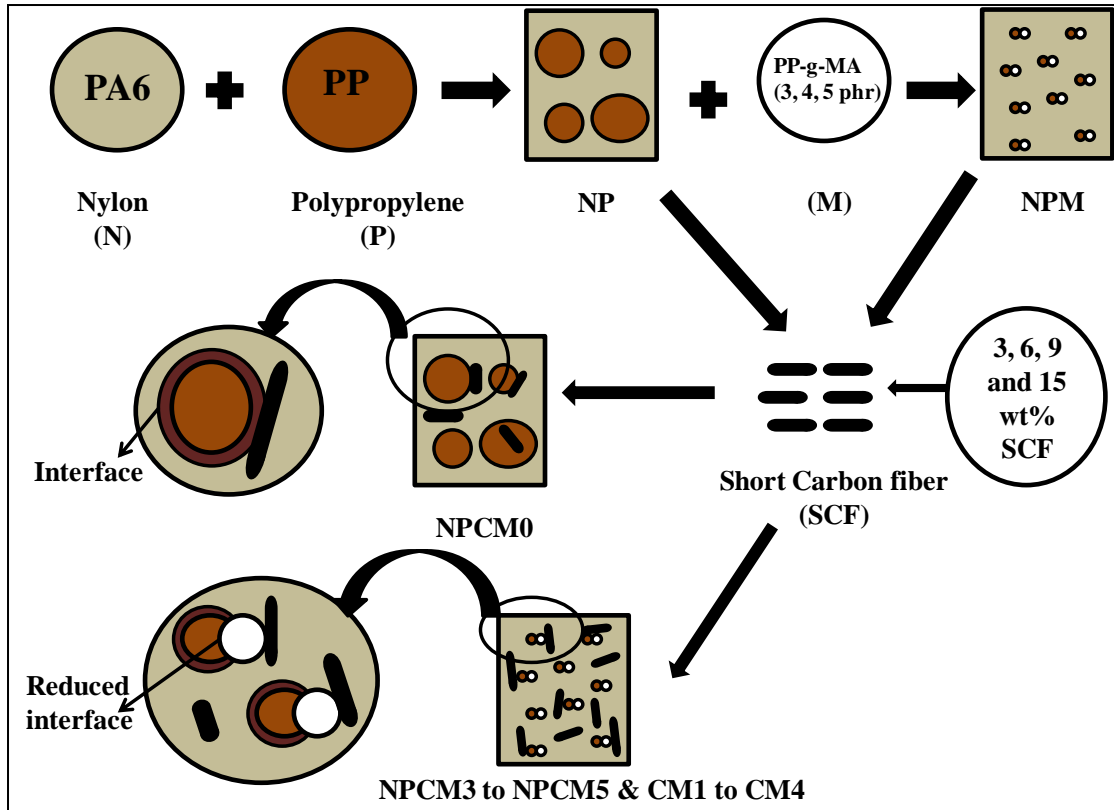 PA6
PP
PP-g-MA
(3, 4, 5 phr)
Nylon
(N)
Polypropylene
(P)
NP
(M)
NPM
3, 6, 9
and 15
wt%
SCF
Interface
Short Carbon fiber
(SCF)
NPCM0
Reduced
interface
NPCM3 to NPCM5 & CM1 to CM4